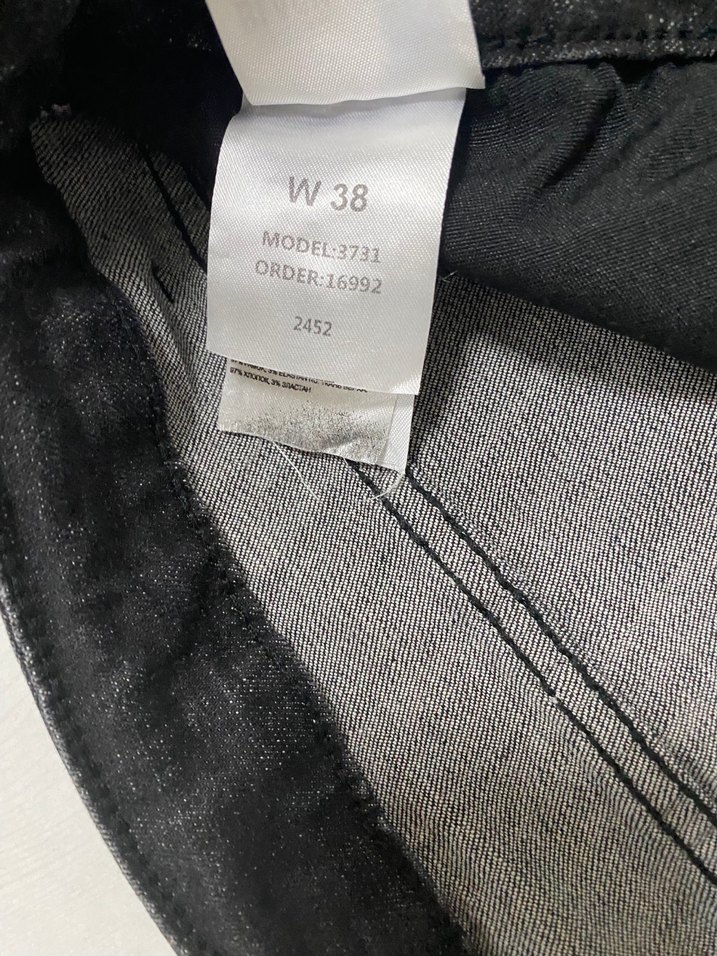 W 38
MODEL:3731
ORDER:16992
2452
97% ХЛОПОК, 3% ЭЛАСТАН